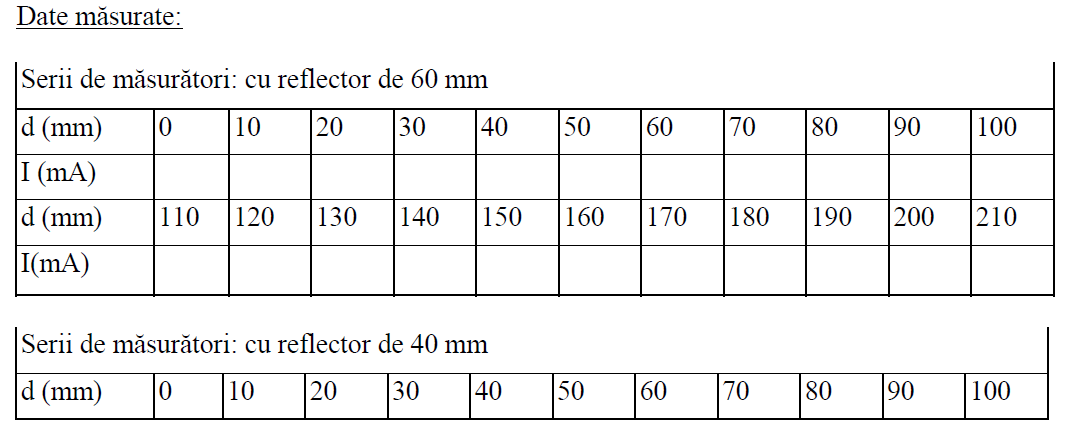 Date măsurate:
Serii de măsurători: cu reflector de 60 mm
d (mm) 0 10 20 30 40 50 60 70 80 90 100
I (mA)
d (mm) 110 120 130 140 150 160 170 180 190 200 210
I(mA)
Serii de măsurători: cu reflector de 40 mm
d (mm) 0 10 20 30 40 50 60 70 80 90 100